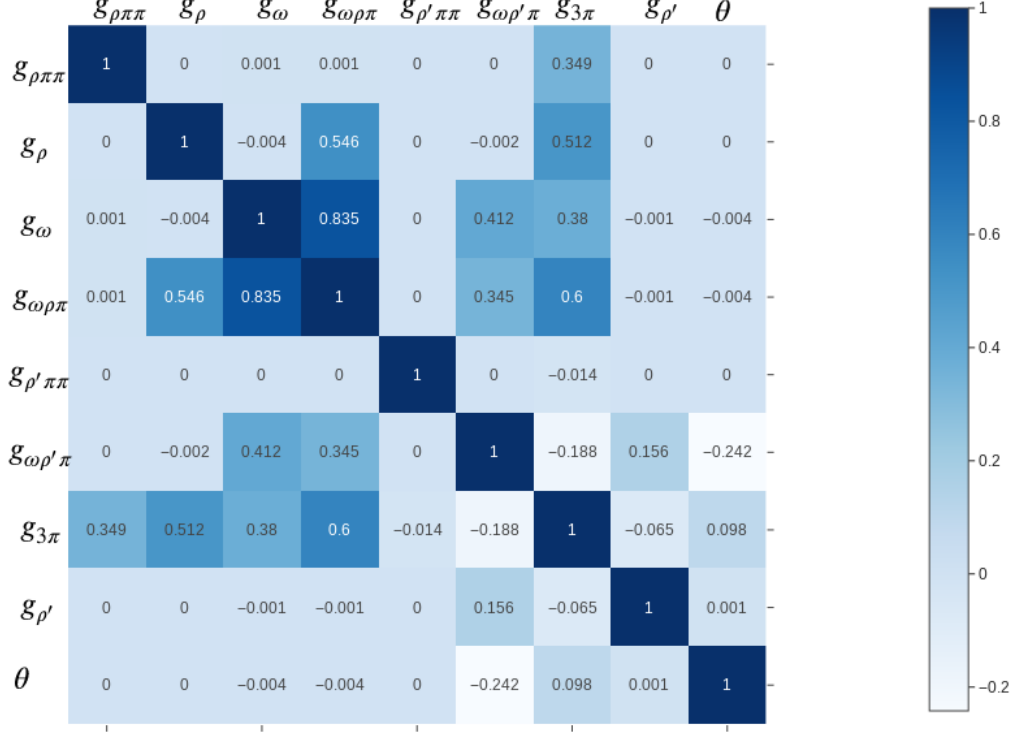 g_ρππ g_ρ g_ω g_ωρπ g_ρ′ππ g_ωρ′π g_3π g_ρ′ θ
g_ρππ 1 0 0.001 0.001 0 0 0.349 0 0
g_ρ 0 1 −0.004 0.546 0 −0.002 0.512 0 0
g_ω 0.001 −0.004 1 0.835 0 0.412 0.38 −0.001 −0.004
g_ωρπ 0.001 0.546 0.835 1 0 0.345 0.6 −0.001 −0.004
g_ρ′ππ 0 0 0 0 1 0 −0.014 0 0
g_ωρ′π 0 −0.002 0.412 0.345 0 1 −0.188 0.156 −0.242
g_3π 0.349 0.512 0.38 0.6 −0.014 −0.188 1 −0.065 0.098
g_ρ′ 0 0 −0.001 −0.001 0 0.156 −0.065 1 0.001
θ 0 0 −0.004 −0.004 0 −0.242 0.098 0.001 1
1
0.8
0.6
0.4
0.2
0
−0.2